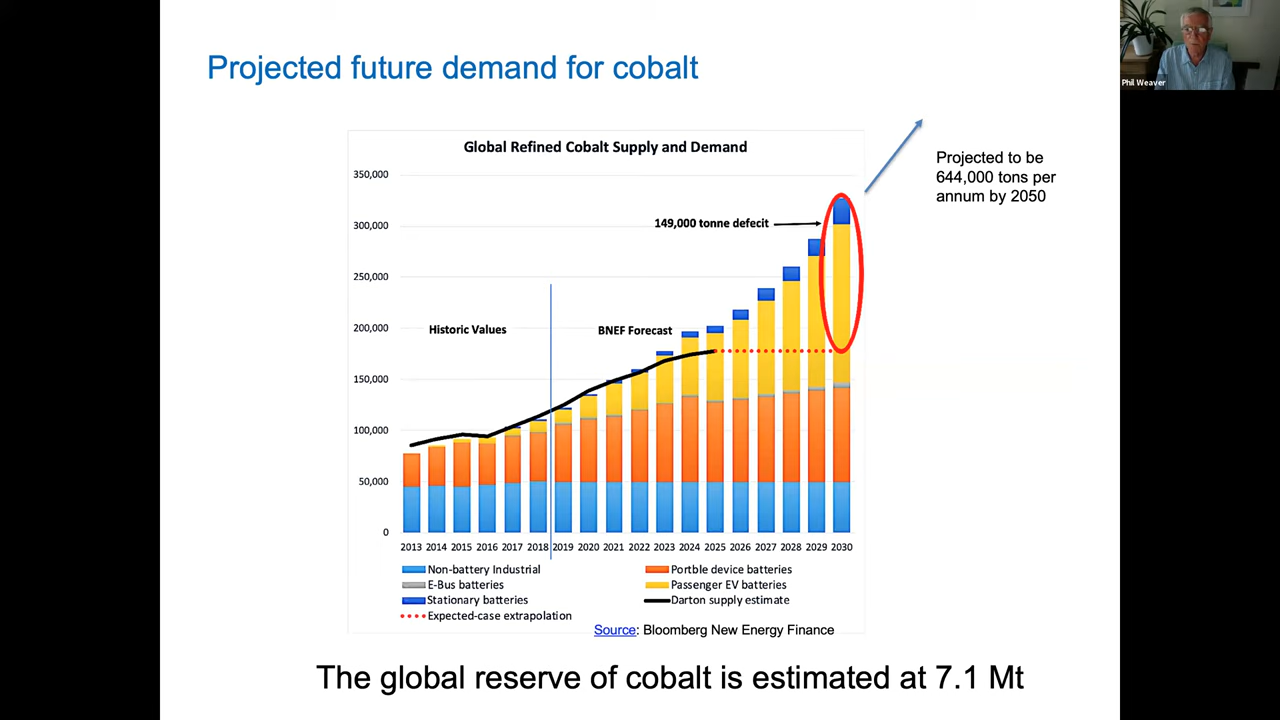 Projected future demand for cobalt
Phil Weaver
Global Refined Cobalt Supply and Demand
Projected to be
644,000 tons per
annum by 2050
350,000
300,000
250,000
200,000
150,000
100,000
50,000
0
149,000 tonne defecit
Historic Values
BNEF Forecast
2013 2014 2015 2016 2017 2018 2019 2020 2021 2022 2023 2024 2025 2026 2027 2028 2029 2030
Non-battery Industrial
Portble device batteries
E-Bus batteries
Passenger EV batteries
Stationary batteries
Darton supply estimate
Expected-case extrapolation
Source: Bloomberg New Energy Finance
The global reserve of cobalt is estimated at 7.1 Mt